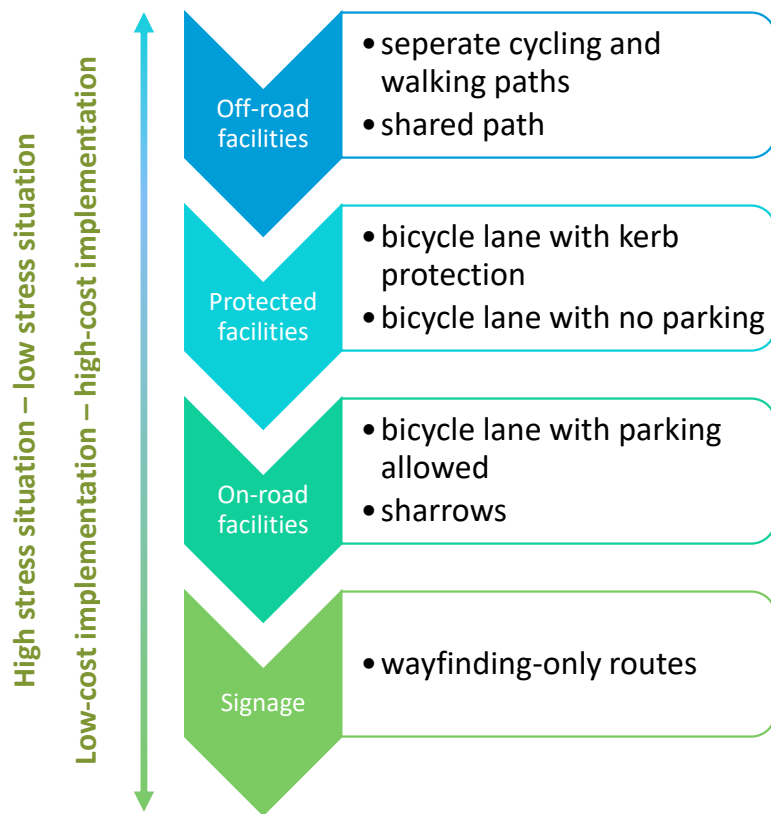 High stress situation – low stress situation
Low-cost implementation – high-cost implementation
Off-road
facilities
• seperate cycling and
walking paths
• shared path
Protected
facilities
• bicycle lane with kerb
protection
• bicycle lane with no parking
On-road
facilities
• bicycle lane with parking
allowed
• sharrows
Signage
• wayfinding-only routes